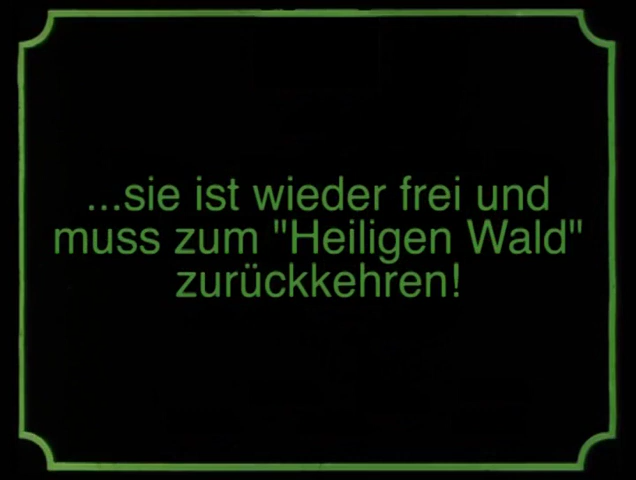 ...sie ist wieder frei und
muss zum "Heiligen Wald"
zurückkehren!